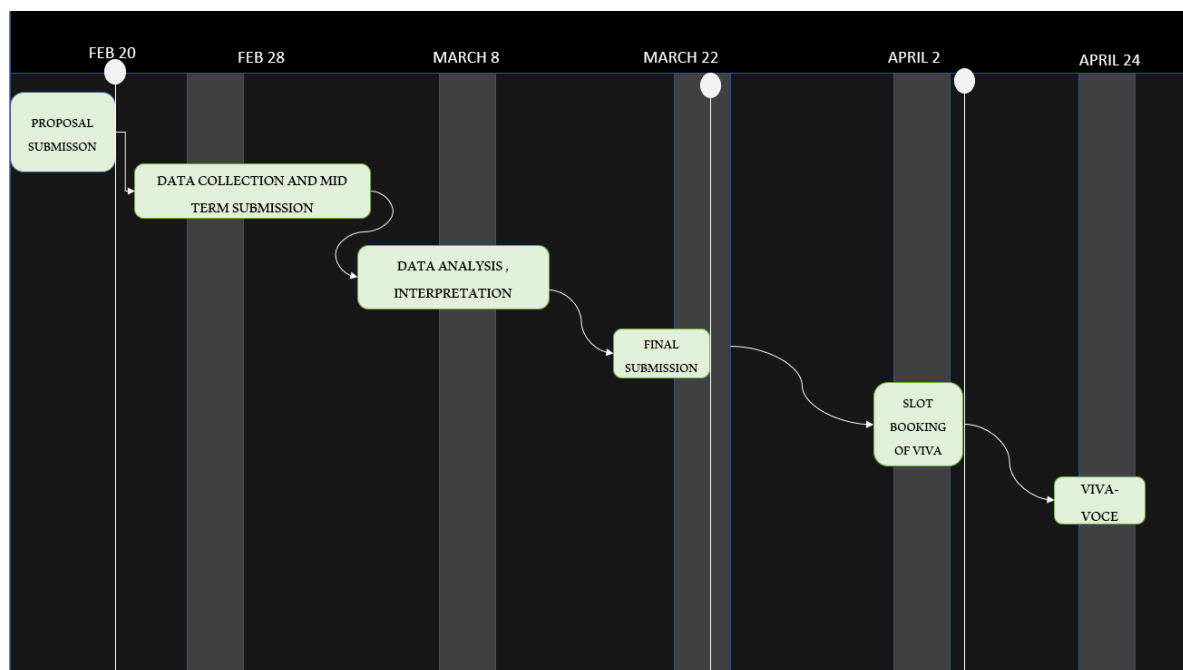 FEB 20
FEB 28
MARCH 8
MARCH 22
APRIL 2
APRIL 24
PROPOSAL
SUBMISSON
DATA COLLECTION AND MID
TERM SUBMISSION
DATA ANALYSIS ,
INTERPRETATION
FINAL
SUBMISSION
SLOT
BOOKING
OF VIVA
VIVA-
VOCE